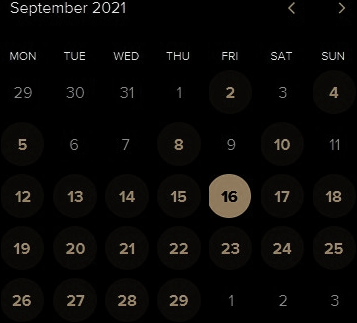 September 2021 < >
MON TUE WED THU FRI SAT SUN
29 30 31 1 2 3 4
5 6 7 8 9 10 11
12 13 14 15 16 17 18
19 20 21 22 23 24 25
26 27 28 29 1 2 3